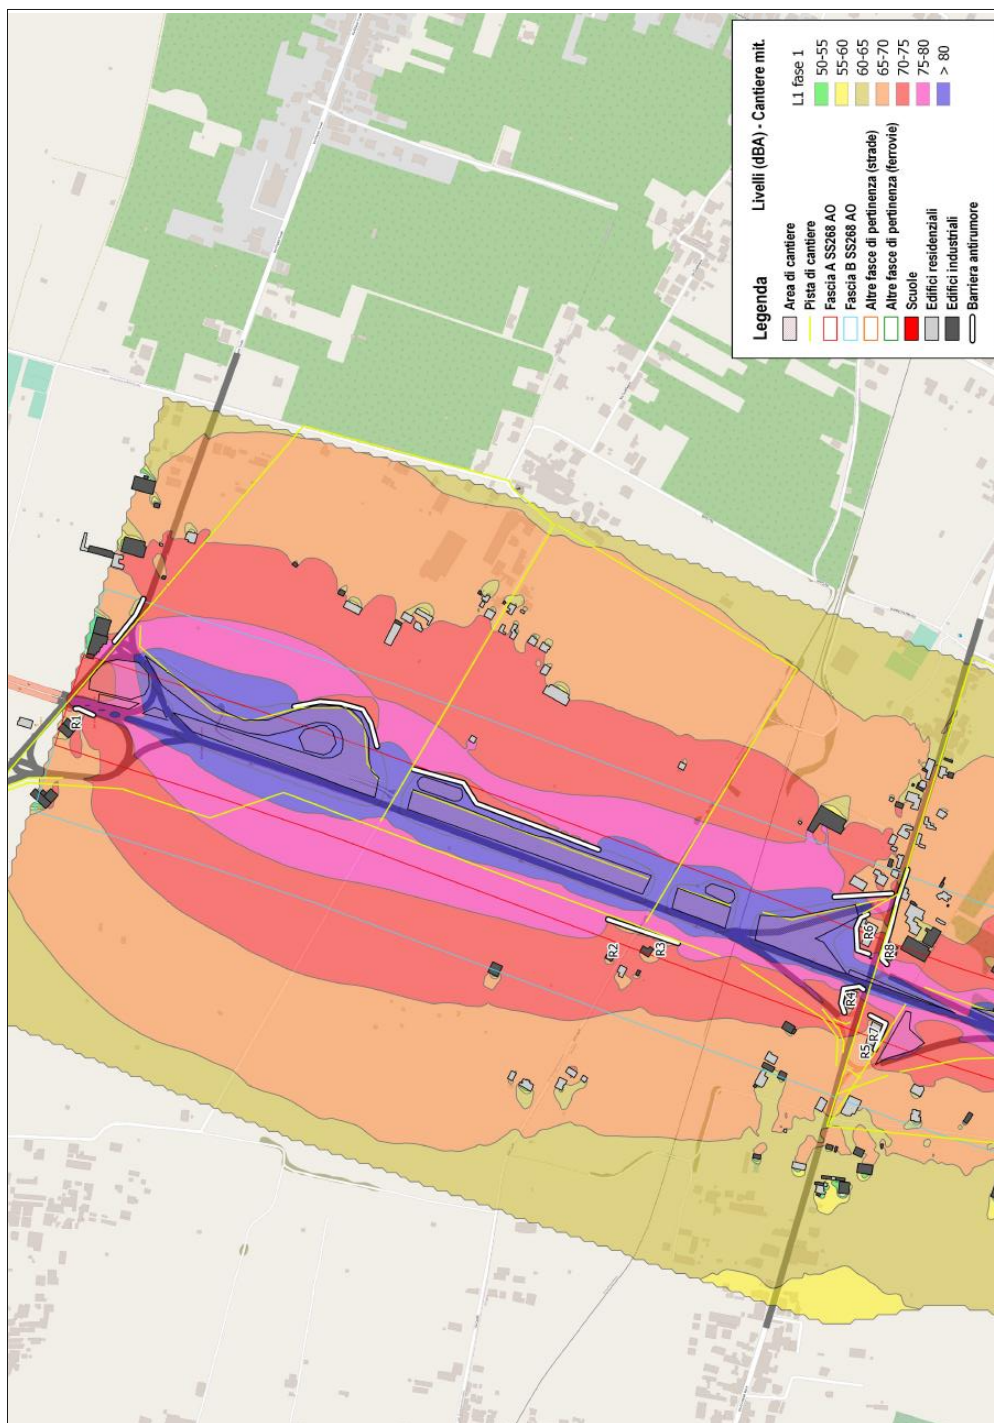 Legenda
Area di cantiere
Pista di cantiere
Fascia A SS268 AO
Fascia B SS268 AO
Altre fasce di pertinenza (strade)
Altre fasce di pertinenza (ferrovie)
Scuole
Edifici residenziali
Edifici industriali
Barriera antirumore
Livelli (dBA) - Cantiere mit.
L1 fase 1
50-55
55-60
60-65
65-70
70-75
75-80
> 80
R1
R2
R3
R4
R5
R7
R6
R8